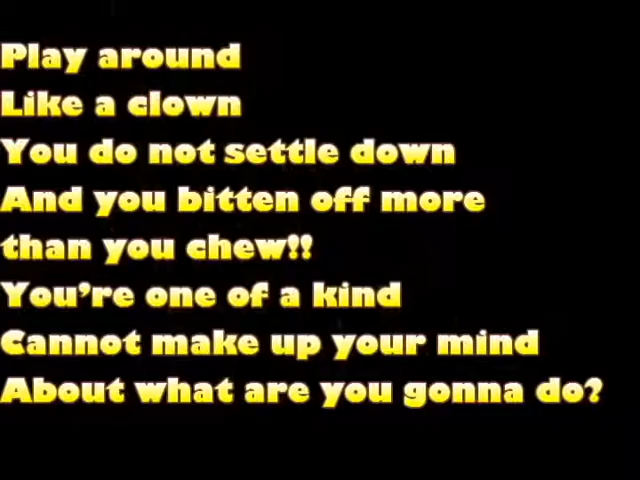 Play around
Like a clown
You do not settle down
And you bitten off more
than you chew!!
You're one of a kind
Cannot make up your mind
About what are you gonna do?